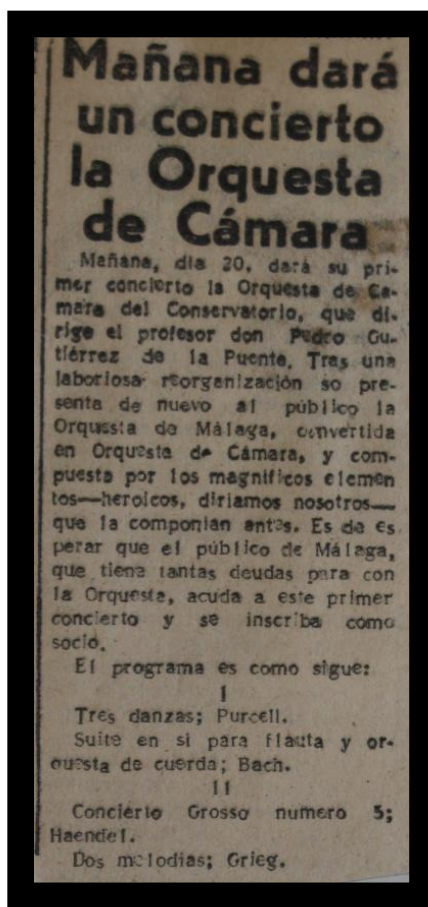 Mañana dará
un concierto
la Orquesta
de Cámara
Mañana, dia 20, dará su pri-
mer concierto la Orquesta de Ca-
mara del Conservatorio, que di-
rige el profesor don Pedro Gu-
tiérrez de la Puente. Tras una
laboriosa reorganización so pre-
senta de nuevo al público la
Orquesta de Málaga, convertida
en Orquesta de Cámara, y com-
puesta por los magníficos elemen
tos—heroicos, diriamos nosotros—
que la componian antes. Es de es
perar que el público de Málaga,
que tiene tantas deudas para con
la Orquesta, acuda a este primer
concierto y se inscriba como
socio.
El programa es como sigue:
I
Tres danzas; Purcell.
Suite en si para flauta y or-
questa de cuerda; Bach.
II
Concierto Grosso numero 5;
Haendel.
Dos melodias; Grieg.